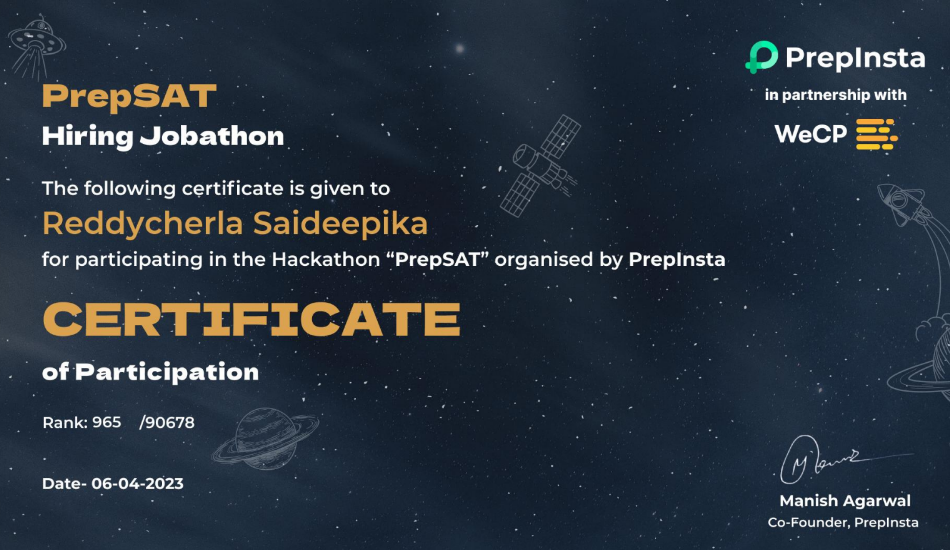 PrepInsta
in partnership with
WeCP
PrepSAT
Hiring Jobathon
The following certificate is given to
Reddycherla Saideepika
for participating in the Hackathon “PrepSAT” organised by PrepInsta
CERTIFICATE
of Participation
Rank: 965 /90678
Date- 06-04-2023
Manish Agarwal
Co-Founder, PrepInsta